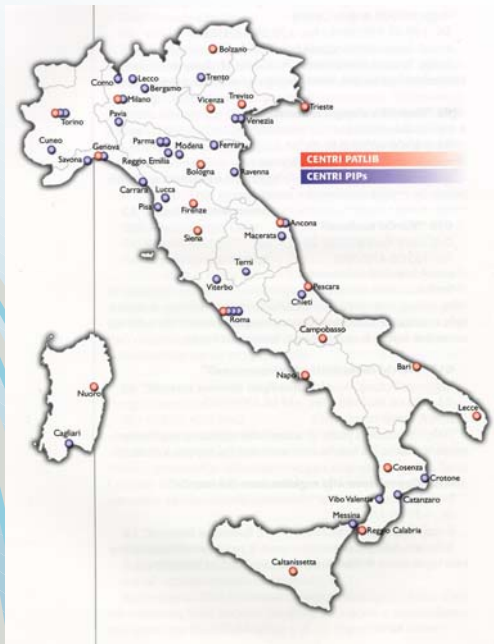 Bolzano
Como
Lecco
Bergamo
Trento
Milano
Vicenza
Treviso
Trieste
Torino
Pavia
Venezia
Cuneo
Savona
Genova
Parma
Reggio Emilia
Modena
Ferrara
Bologna
Ravenna
CENTRI PATLIB
CENTRI PIPs
Carrara
Lucca
Pisa
Firenze
Siena
Ancona
Macerata
Terni
Viterbo
Pescara
Chieti
Roma
Campobasso
Napoli
Bari
Lecce
Nuoro
Cagliari
Cosenza
Crotone
Vibo Valentia
Catanzaro
Messina
Reggio Calabria
Caltanissetta